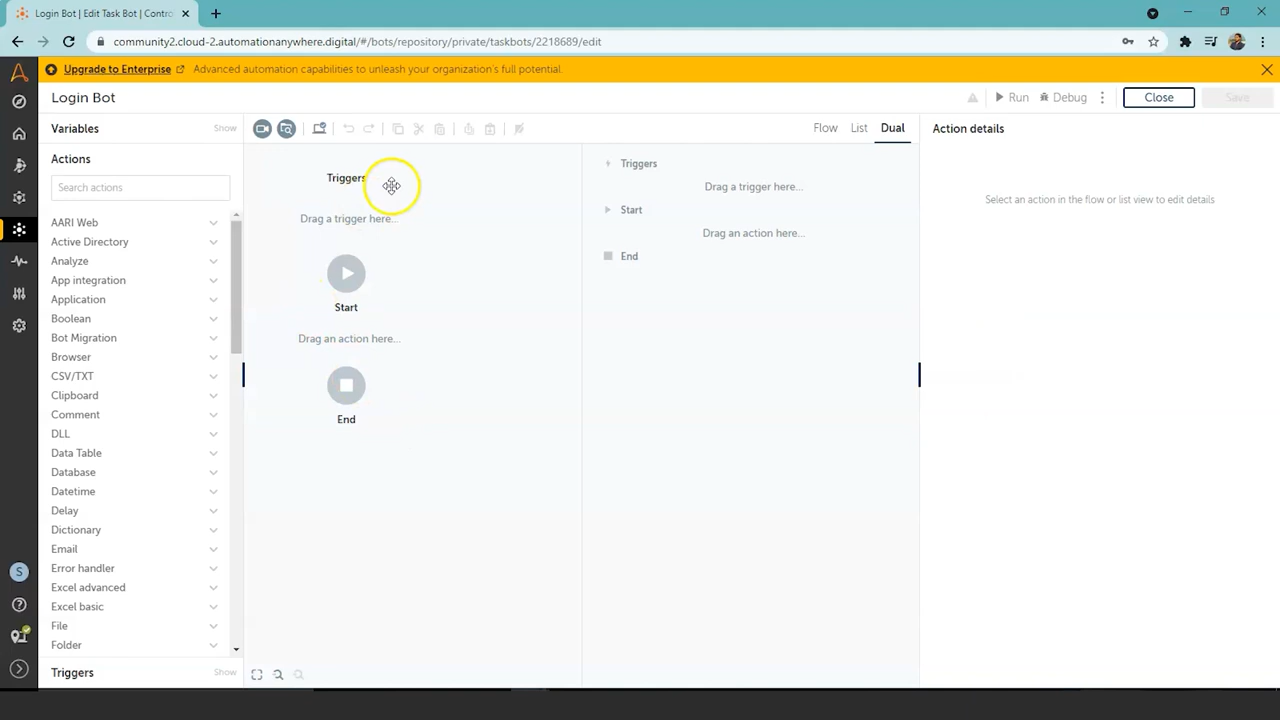 Login Bot | Edit Task Bot | Contro
community2.cloud-2.automationanywhere.digital/#/bots/repository/private/taskbots/2218689/edit
Upgrade to Enterprise Advanced automation capabilities to unleash your organization's full potential.
Login Bot
Run
Debug
Close
Save
Variables
Show
Flow
List
Dual
Action details
Actions
Search actions
AARI Web
Active Directory
Analyze
App integration
Application
Boolean
Bot Migration
Browser
CSV/TXT
Clipboard
Comment
DLL
Data Table
Database
Datetime
Delay
Dictionary
Email
Error handler
Excel advanced
Excel basic
File
Folder
Triggers
Show
Triggers
Drag a trigger here...
Start
Drag an action here...
End
Triggers
Drag a trigger here...
Start
Drag an action here...
End
Select an action in the flow or list view to edit details
S